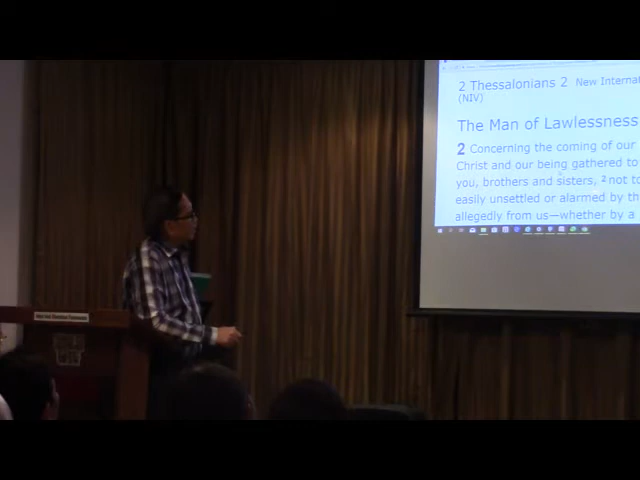 2 Thessalonians 2 New Internat
(NIV)
The Man of Lawlessness
2 Concerning the coming of our
Christ and our being gathered to
you, brothers and sisters, 2 not to
easily unsettled or alarmed by th
allegedly from us—whether by a